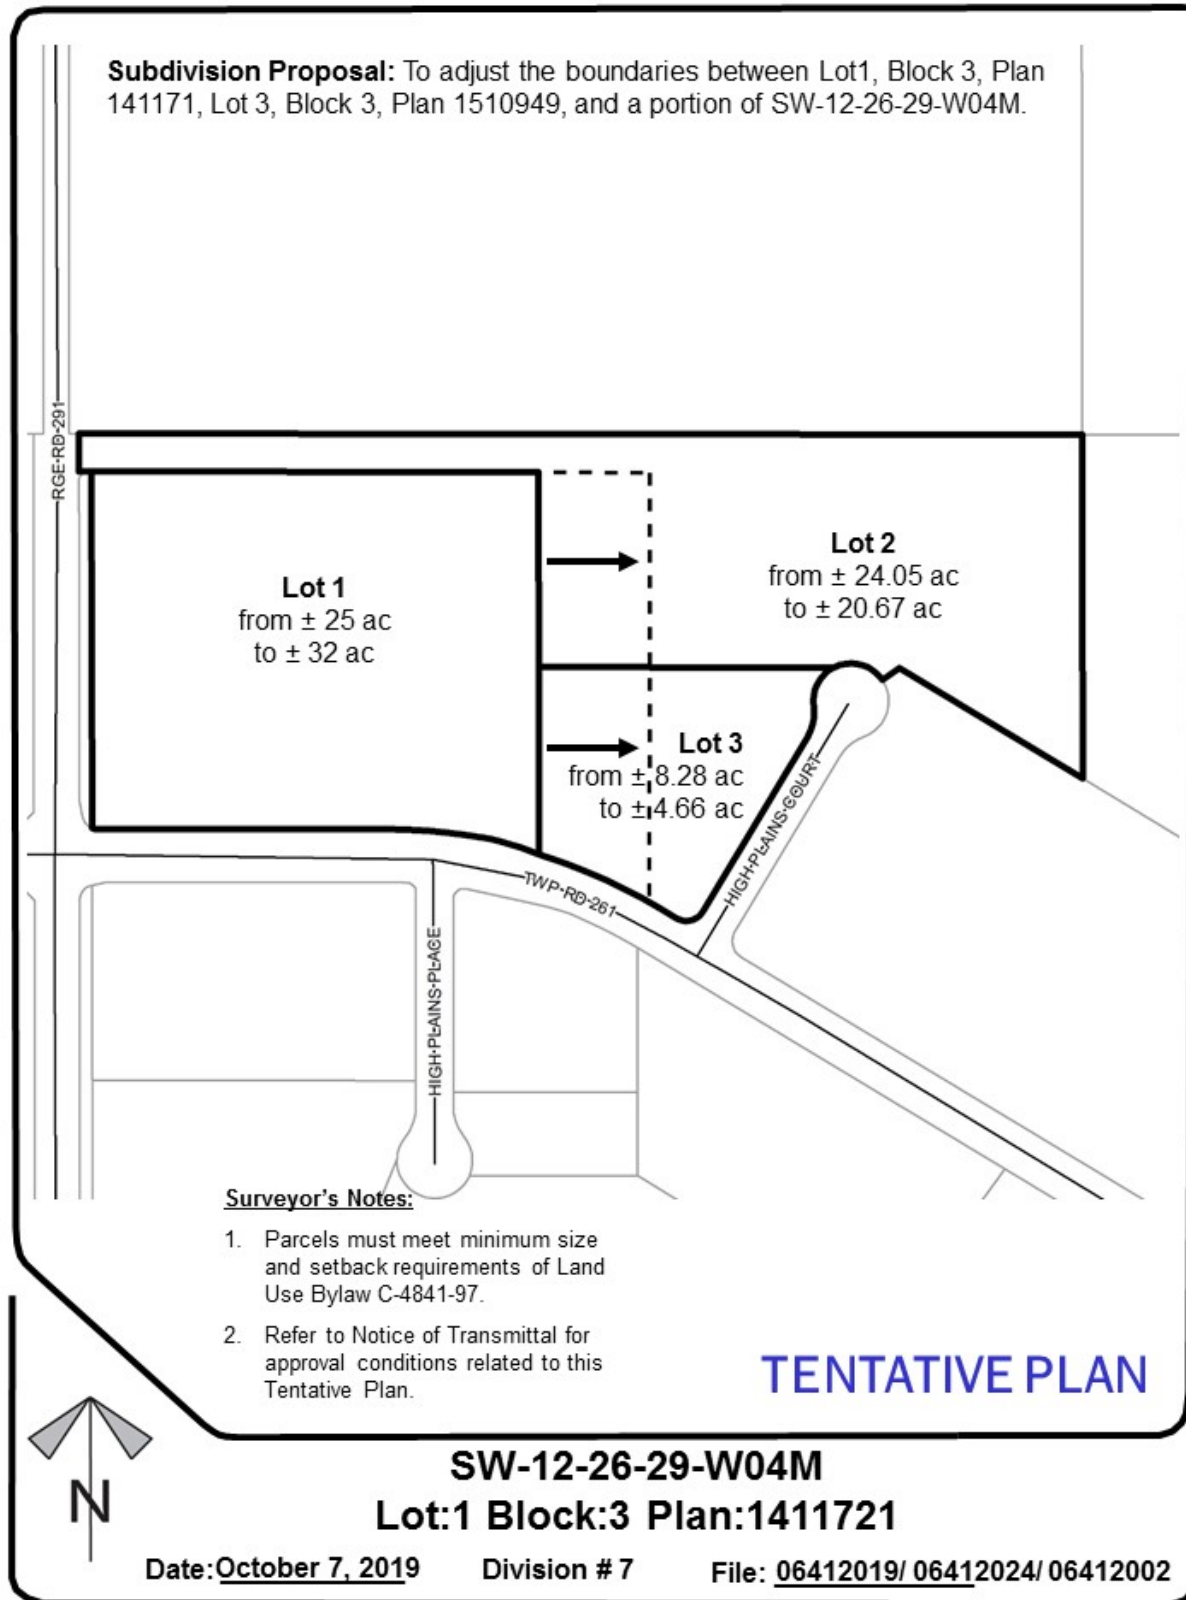 Subdivision Proposal: To adjust the boundaries between Lot1, Block 3, Plan
141171, Lot 3, Block 3, Plan 1510949, and a portion of SW-12-26-29-W04M.
RGE-RD-291
Lot 1
from ± 25 ac
to ± 32 ac
Lot 2
from ± 24.05 ac
to ± 20.67 ac
Lot 3
from ± 8.28 ac
to ± 4.66 ac
HIGH-PLAINS-COURT
TWP-RD-261
HIGH-PLAINS-PLACE
Surveyor's Notes:
1. Parcels must meet minimum size
and setback requirements of Land
Use Bylaw C-4841-97.
2. Refer to Notice of Transmittal for
approval conditions related to this
Tentative Plan.
TENTATIVE PLAN
N
SW-12-26-29-W04M
Lot:1 Block:3 Plan:1411721
Date: October 7, 2019 Division # 7 File: 06412019/ 06412024/ 06412002